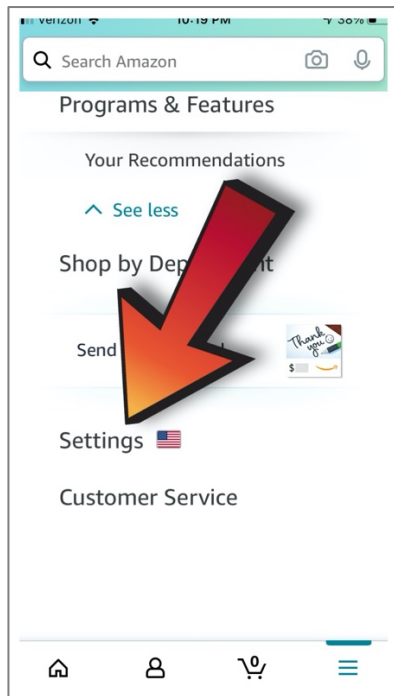 verizon 10:19 PM 38%
Search Amazon
Programs & Features
Your Recommendations
See less
Shop by Dep nt
Send
Thank
you
$
Settings
Customer Service
0